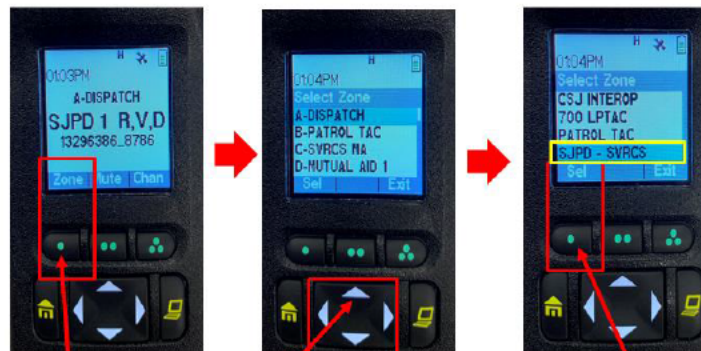 H
01:03PM
A-DISPATCH
SJPD 1 R,V,D
13296386_8786
Zone Mute Chan
H
01:04PM
Select Zone
A-DISPATCH
B-PATROL TAC
C-SVRCS MA
D-MUTUAL AID 1
Sel Exit
H
01:04PM
Select Zone
CSJ INTEROP
700 LPTAC
PATROL TAC
SJPD - SVRCS
Sel Exit